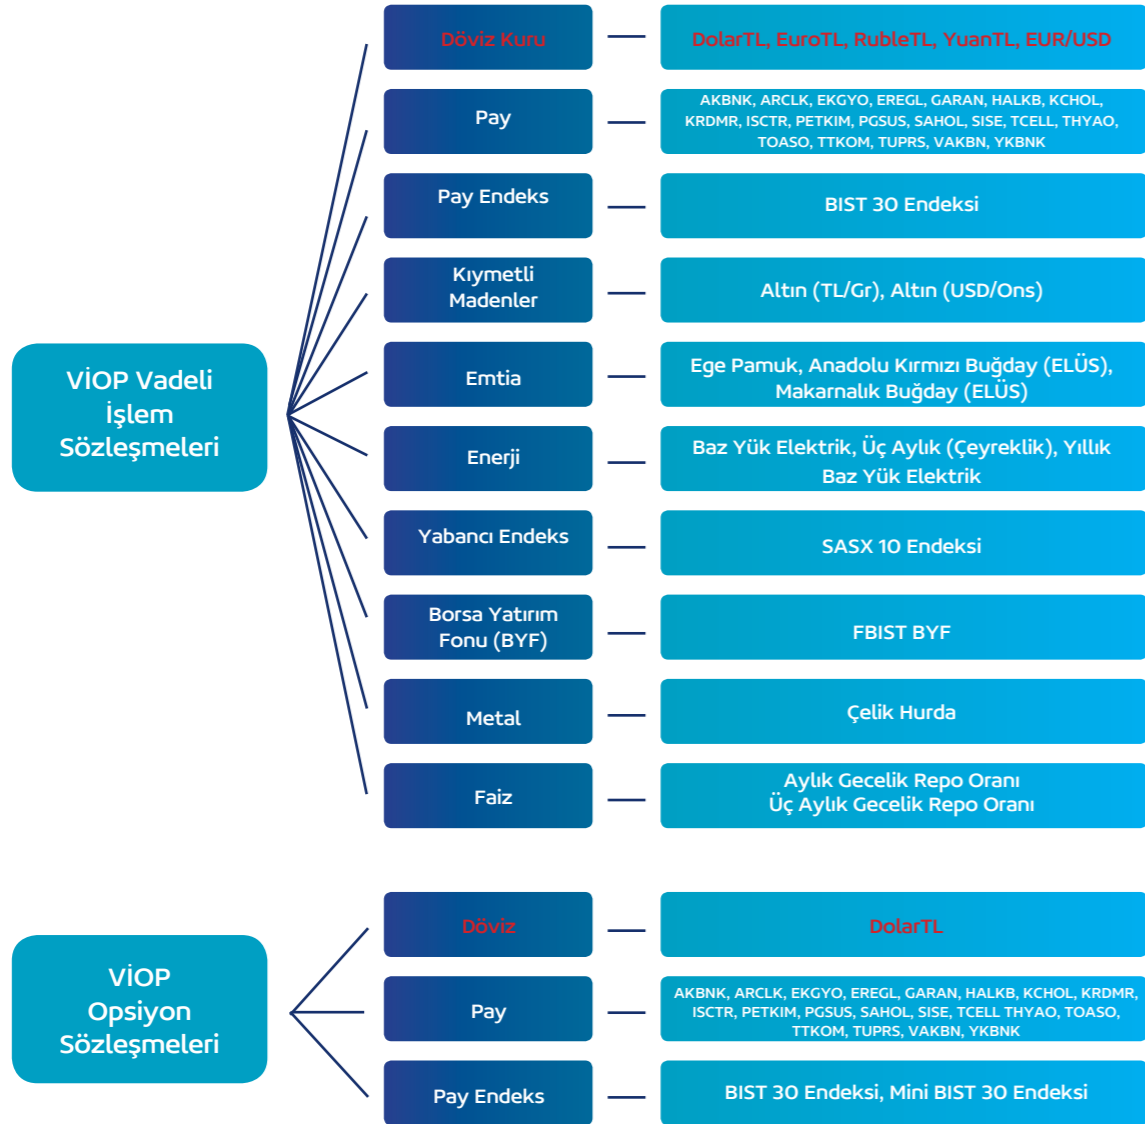 VİOP Vadeli
İşlem
Sözleşmeleri
Döviz Kuru
DolarTL, EuroTL, RubleTL, YuanTL, EUR/USD
Pay
AKBNK, ARCLK, EKGYO, EREGL, GARAN, HALKB, KCHOL,
KRDMR, ISCTR, PETKIM, PGSUS, SAHOL, SISE, TCELL, THYAO,
TOASO, TTKOM, TUPRS, VAKBN, YKBNK
Pay Endeks
BIST 30 Endeksi
Kıymetli
Madenler
Altın (TL/Gr), Altın (USD/Ons)
Emtia
Ege Pamuk, Anadolu Kırmızı Buğday (ELÜS),
Makarnalık Buğday (ELÜS)
Enerji
Baz Yük Elektrik, Üç Aylık (Çeyreklik), Yıllık
Baz Yük Elektrik
Yabancı Endeks
SASX 10 Endeksi
Borsa Yatırım
Fonu (BYF)
FBIST BYF
Metal
Çelik Hurda
Faiz
Aylık Gecelik Repo Oranı
Üç Aylık Gecelik Repo Oranı
VİOP
Opsiyon
Sözleşmeleri
Döviz
DolarTL
Pay
AKBNK, ARCLK, EKGYO, EREGL, GARAN, HALKB, KCHOL, KRDMR,
ISCTR, PETKIM, PGSUS, SAHOL, SISE, TCELL THYAO, TOASO,
TTKOM, TUPRS, VAKBN, YKBNK
Pay Endeks
BIST 30 Endeksi, Mini BIST 30 Endeksi